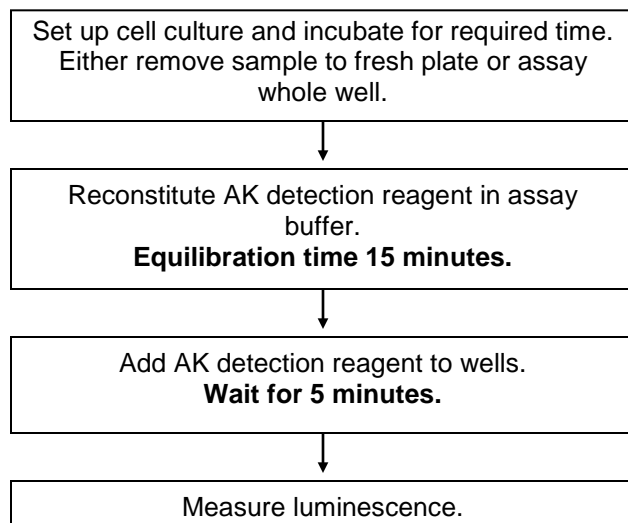 Set up cell culture and incubate for required time.
Either remove sample to fresh plate or assay
whole well.
Reconstitute AK detection reagent in assay
buffer.
Equilibration time 15 minutes.
Add AK detection reagent to wells.
Wait for 5 minutes.
Measure luminescence.